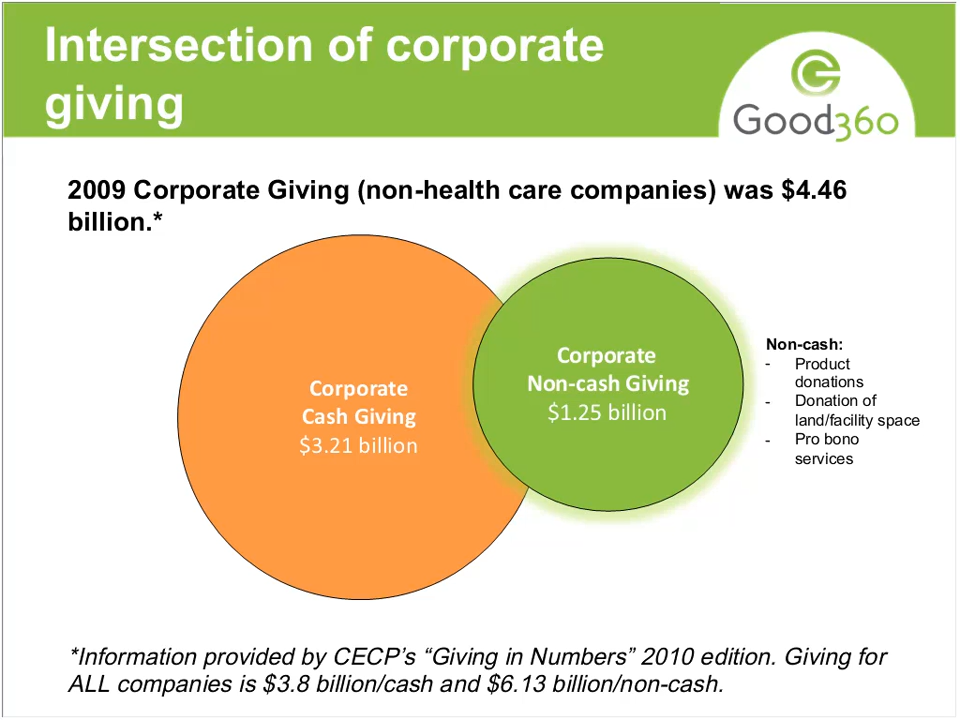 Intersection of corporate
giving
Good360
2009 Corporate Giving (non-health care companies) was $4.46
billion.*
Corporate
Cash Giving
$3.21 billion
Corporate
Non-cash Giving
$1.25 billion
Non-cash:
- Product
donations
- Donation of
land/facility space
- Pro bono
services
*Information provided by CECP’s “Giving in Numbers” 2010 edition. Giving for
ALL companies is $3.8 billion/cash and $6.13 billion/non-cash.